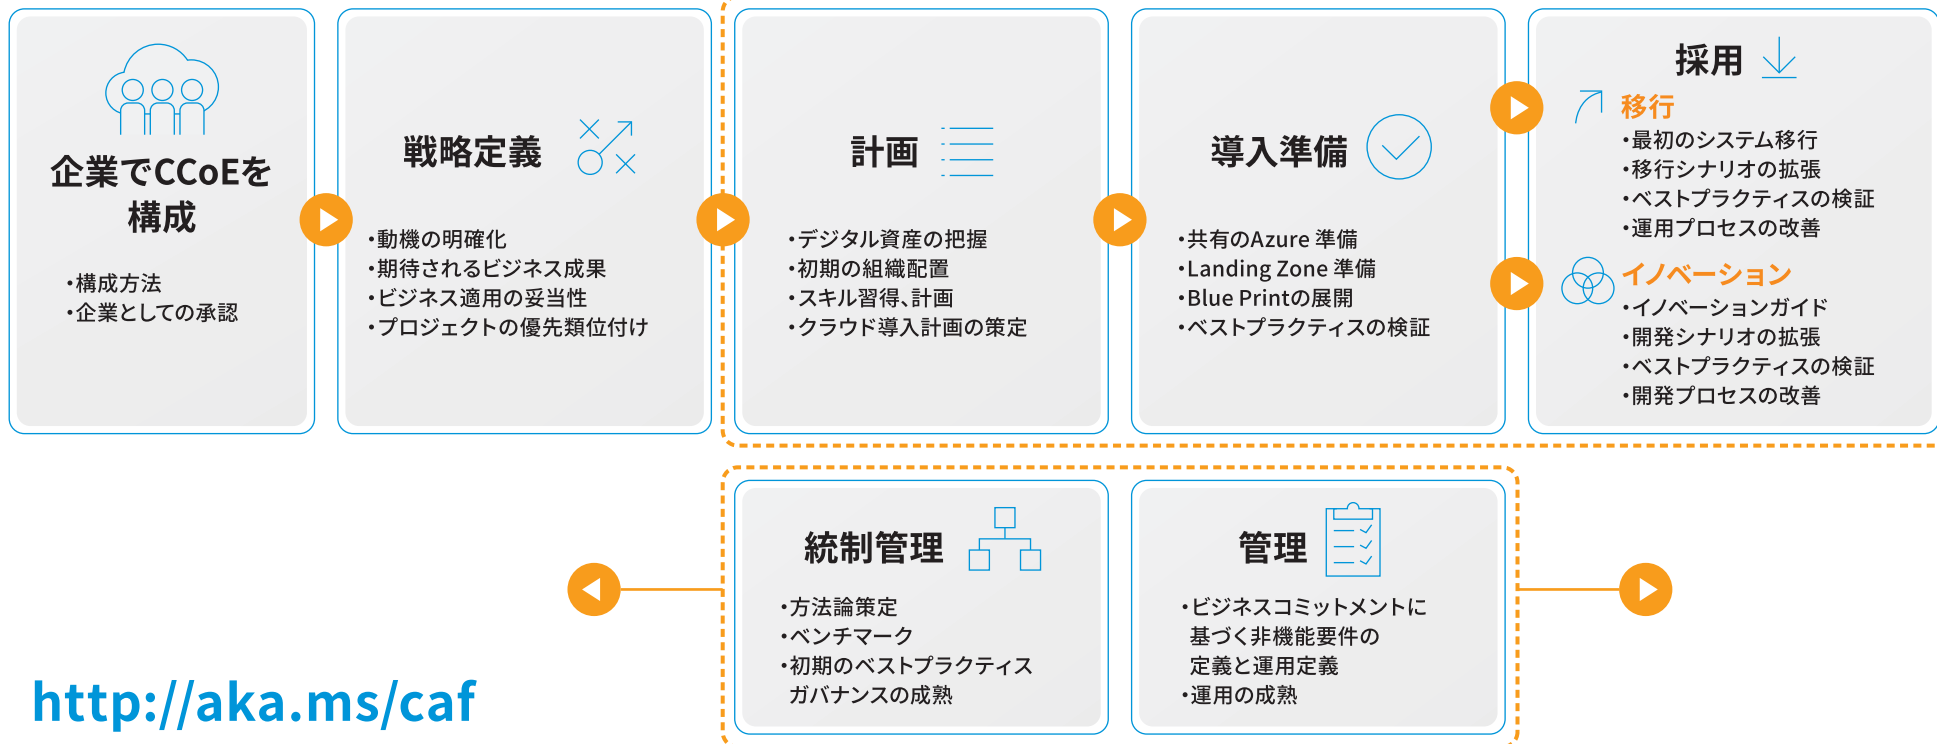 企業でCCoEを
構成
・構成方法
・企業としての承認
戦略定義
・動機の明確化
・期待されるビジネス成果
・ビジネス適用の妥当性
・プロジェクトの優先類位付け
計画
・デジタル資産の把握
・初期の組織配置
・スキル習得、計画
・クラウド導入計画の策定
導入準備
・共有のAzure 準備
・Landing Zone 準備
・Blue Printの展開
・ベストプラクティスの検証
採用
移行
・最初のシステム移行
・移行シナリオの拡張
・ベストプラクティスの検証
・運用プロセスの改善
イノベーション
・イノベーションガイド
・開発シナリオの拡張
・ベストプラクティスの検証
・開発プロセスの改善
統制管理
・方法論策定
・ベンチマーク
・初期のベストプラクティス
ガバナンスの成熟
管理
・ビジネスコミットメントに
基づく非機能要件の
定義と運用定義
・運用の成熟
http://aka.ms/caf